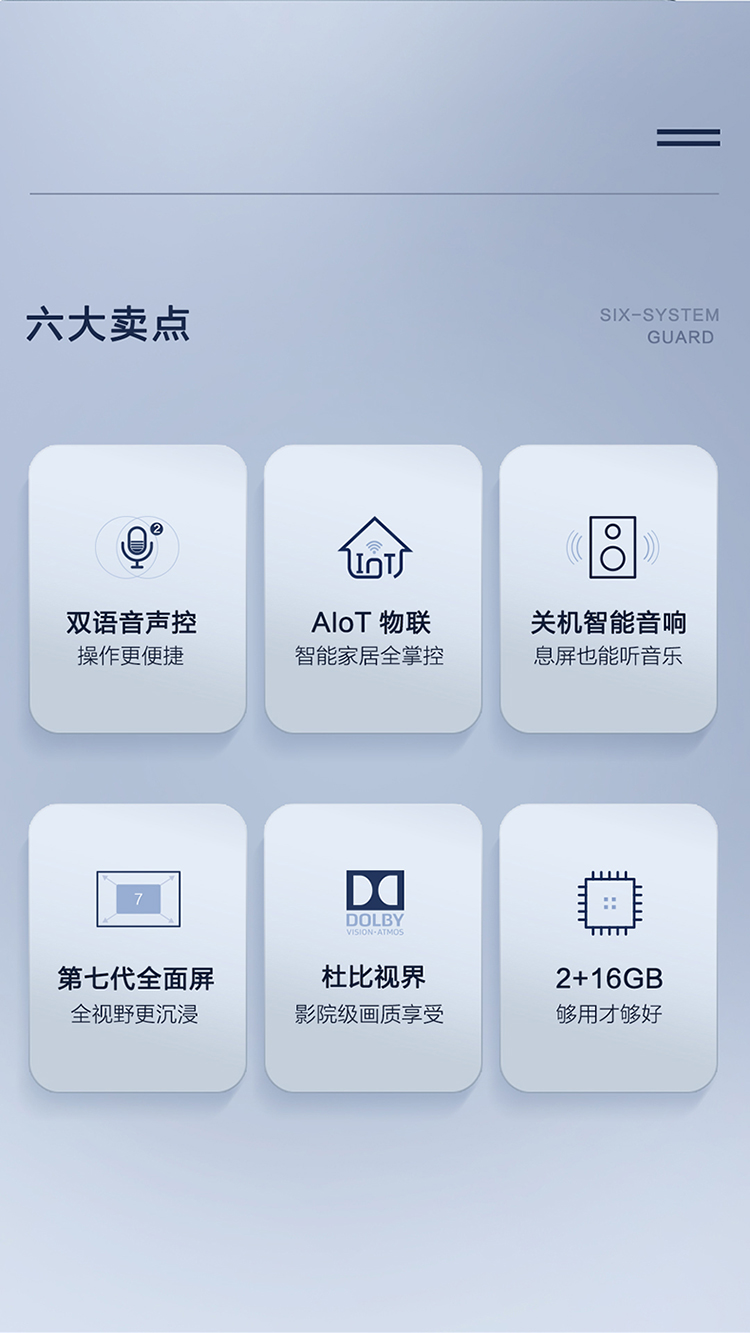 六大卖点
SIX-SYSTEM
GUARD
2
双语音声控
操作更便捷
IOT
AIoT 物联
智能家居全掌控
关机智能音响
息屏也能听音乐
7
第七代全面屏
全视野更沉浸
DOLBY
VISION·ATMOS
杜比视界
影院级画质享受
2+16GB
够用才够好